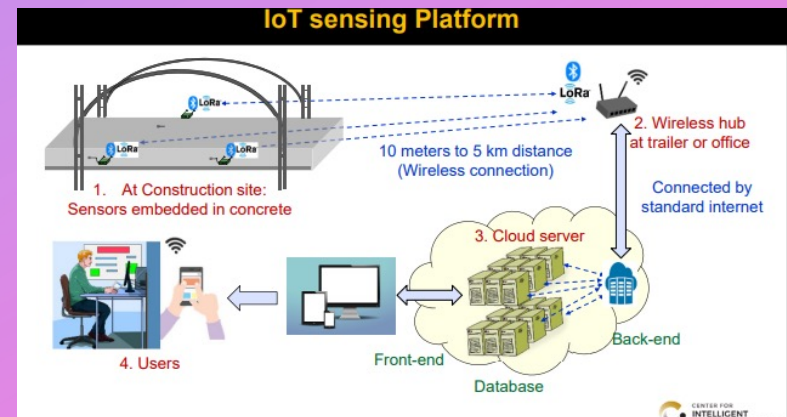 IoT sensing Platform
LoRa
LoRa
LoRa
LoRa
2. Wireless hub
at trailer or office
10 meters to 5 km distance
(Wireless connection)
1. At Construction site:
Sensors embedded in concrete
Connected by
standard internet
3. Cloud server
4. Users
Front-end
Back-end
Database
CENTER FOR
INTELLIGENT